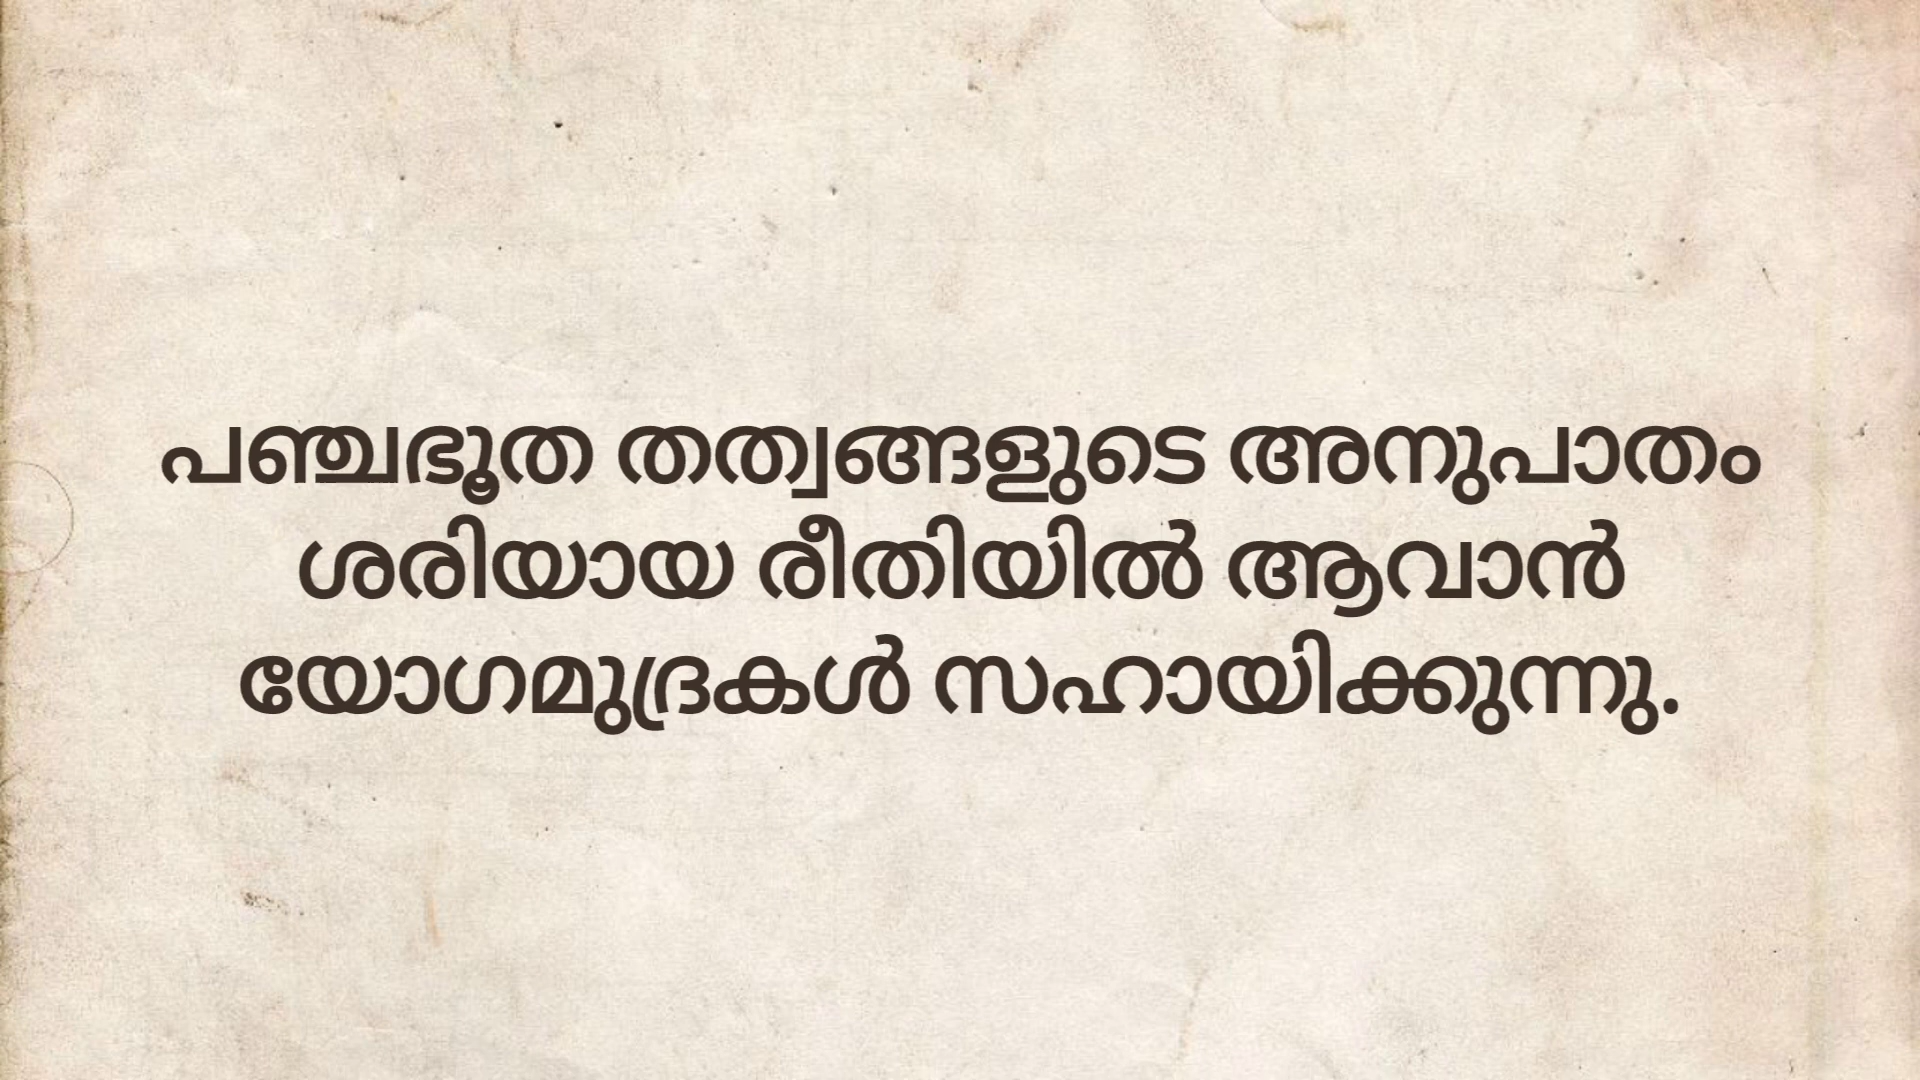 പഞ്ചഭൂത തത്വങ്ങളുടെ അനുപാതം
ശരിയായ രീതിയിൽ ആവാൻ
യോഗമുദ്രകൾ സഹായിക്കുന്നു.